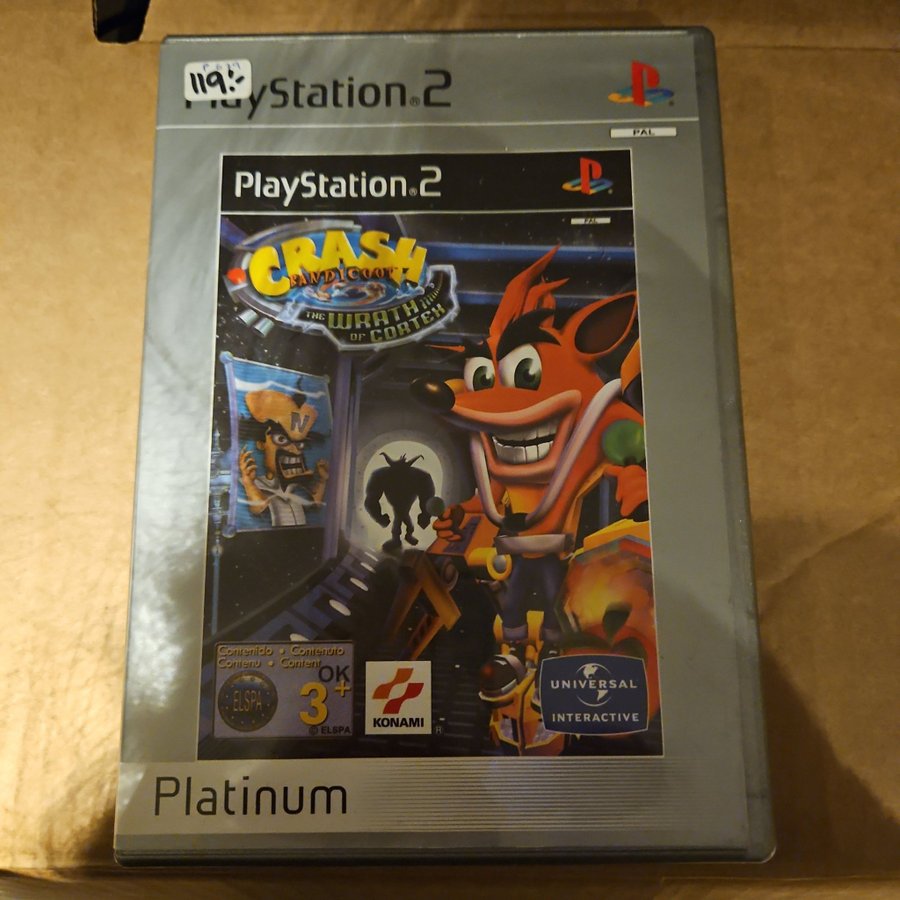 119:-
PlayStation®2
PAL
PlayStation®2
PAL
CRASH
BANDICOOT
THE WRATH
OF CORTEX
N
Contenido • Contenuto
Contenu • Content
OK
ELSPA
3+
© ELSPA
KONAMI
UNIVERSAL
INTERACTIVE
Platinum